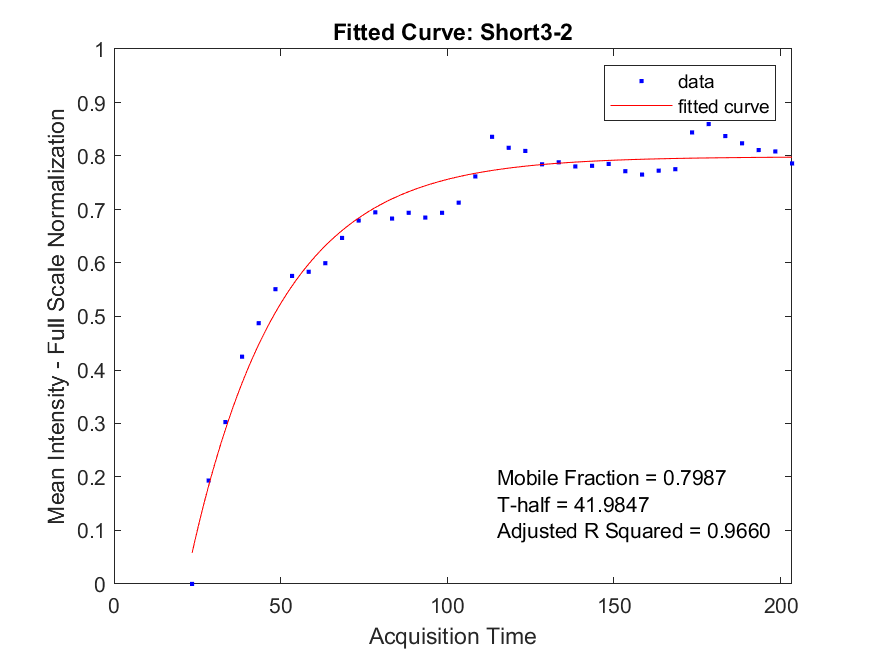 Fitted Curve: Short3-2
1
0.9
0.8
0.7
0.6
0.5
0.4
0.3
0.2
0.1
0
Mean Intensity - Full Scale Normalization
data
fitted curve
Mobile Fraction = 0.7987
T-half = 41.9847
Adjusted R Squared = 0.9660
0 50 100 150 200
Acquisition Time